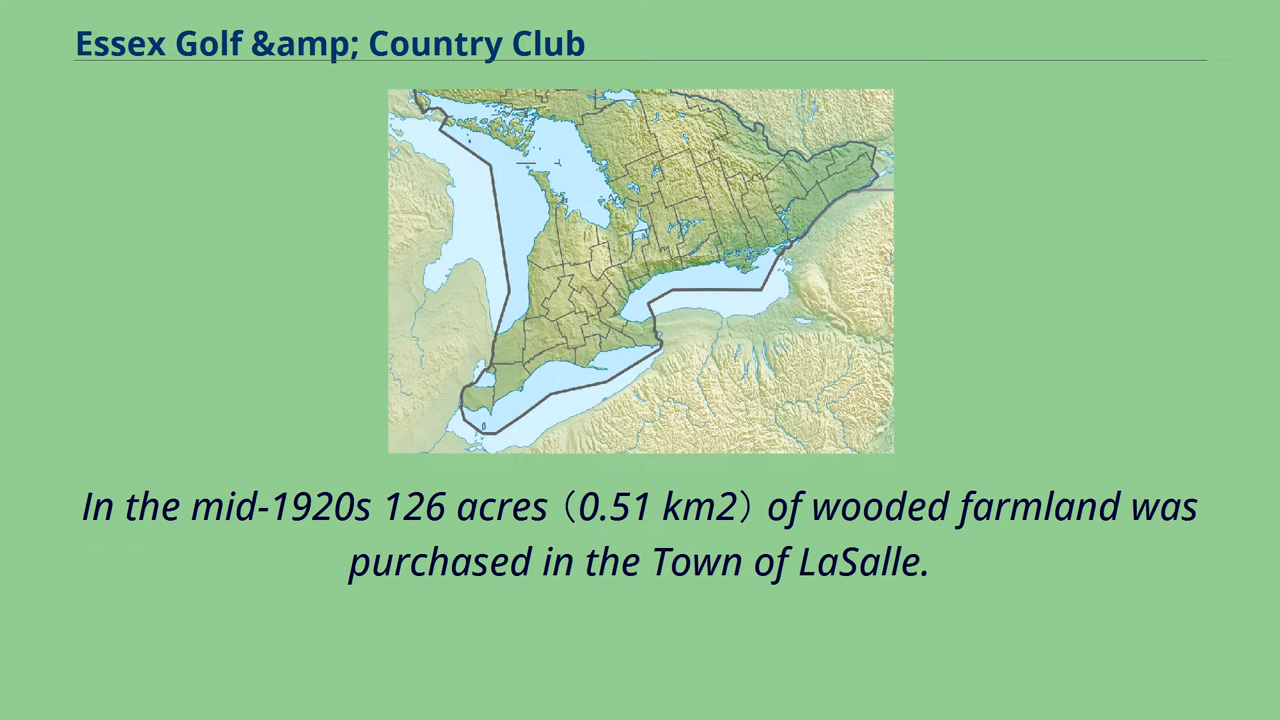 Essex Golf &amp; Country Club
In the mid-1920s 126 acres（0.51 km2）of wooded farmland was
purchased in the Town of LaSalle.